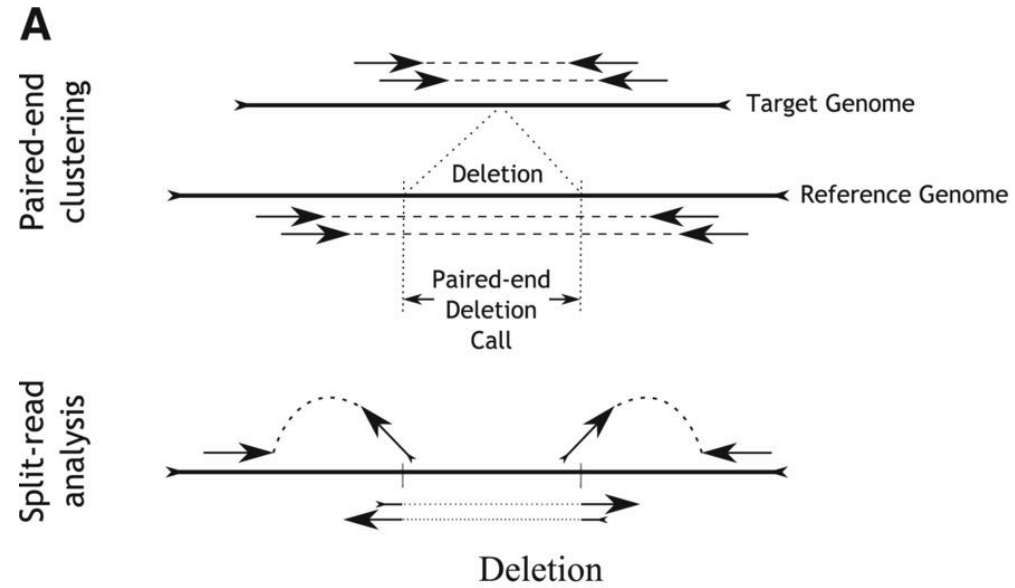 A
Paired-end
clustering
Target Genome
Deletion
Reference Genome
Paired-end
Deletion
Call
Split-read
analysis
Deletion